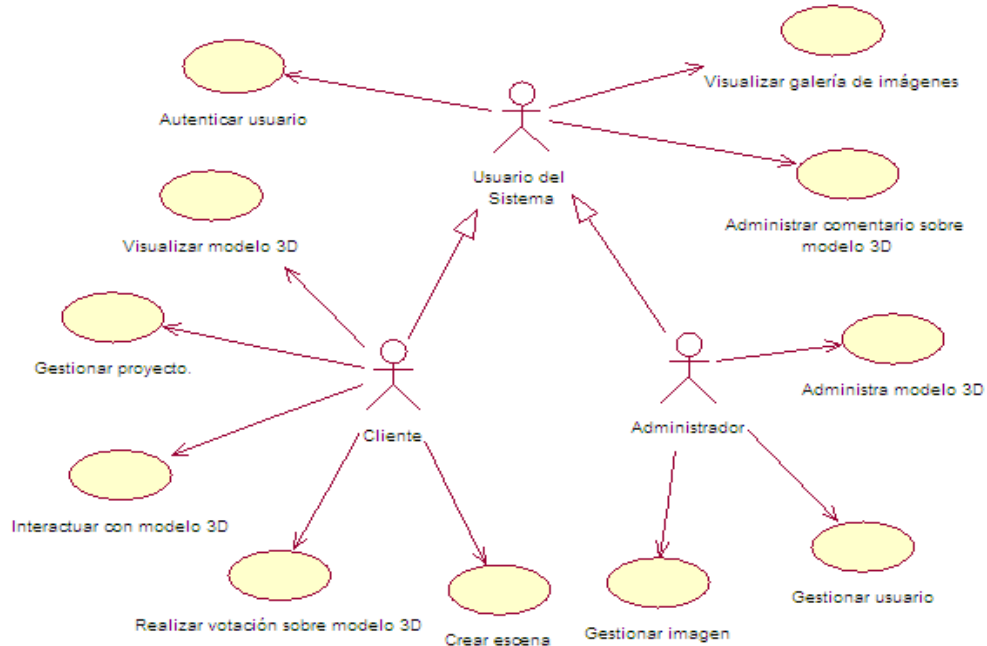 Visualizar galería de imágenes
Autenticar usuario
Usuario del
Sistema
Administrar comentario sobre
modelo 3D
Visualizar modelo 3D
Gestionar proyecto.
Administra modelo 3D
Cliente
Administrador
Interactuar con modelo 3D
Gestionar usuario
Realizar votación sobre modelo 3D
Crear escena
Gestionar imagen